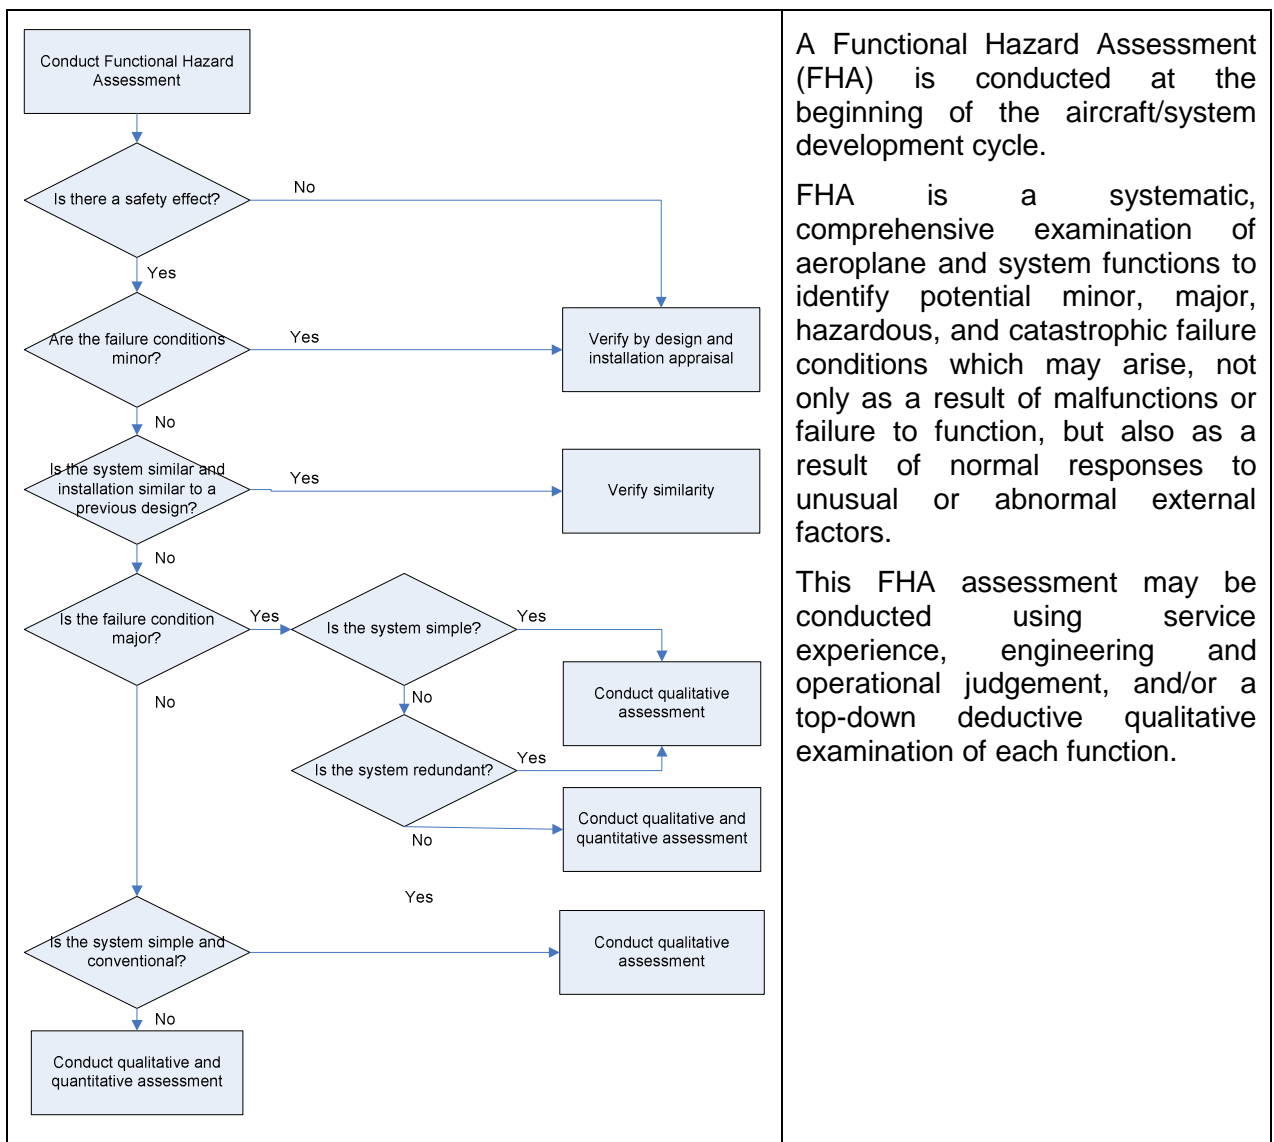 Conduct Functional Hazard
Assessment
Is there a safety effect?
No
Yes
Are the failure conditions
minor?
Yes
Verify by design and
installation appraisal
No
Is the system similar and
installation similar to a
previous design?
Yes
Verify similarity
No
Is the failure condition
major?
Yes
Is the system simple?
Yes
No
No
Conduct qualitative
assessment
Is the system redundant?
Yes
No
Conduct qualitative and
quantitative assessment
Yes
Is the system simple and
conventional?
Conduct qualitative
assessment
No
Conduct qualitative and
quantitative assessment
A Functional Hazard Assessment
(FHA) is conducted at the
beginning of the aircraft/system
development cycle.
FHA is a systematic,
comprehensive examination of
aeroplane and system functions to
identify potential minor, major,
hazardous, and catastrophic failure
conditions which may arise, not
only as a result of malfunctions or
failure to function, but also as a
result of normal responses to
unusual or abnormal external
factors.
This FHA assessment may be
conducted using service
experience, engineering and
operational judgement, and/or a
top-down deductive qualitative
examination of each function.